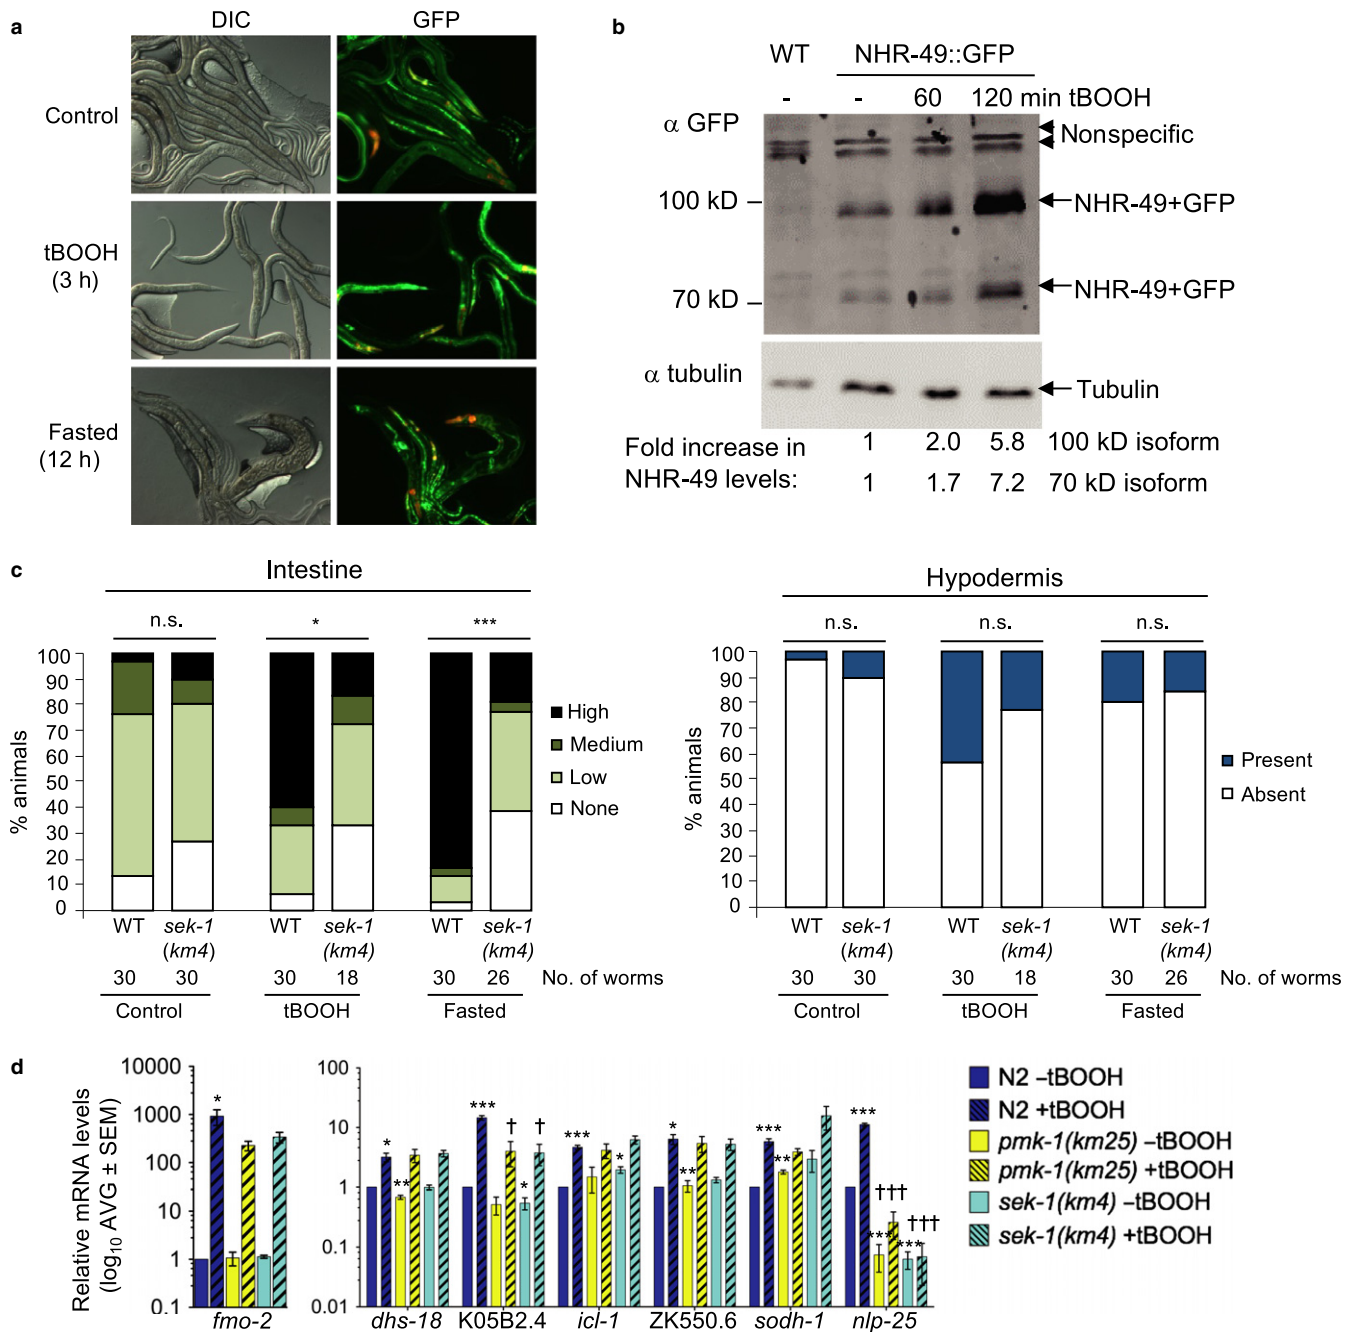 a
DIC
GFP
Control
tBOOH
(3 h)
Fasted
(12 h)
b
WT
NHR-49::GFP
-
-
60
120 min tBOOH
α GFP
Nonspecific
100 kD
NHR-49+GFP
70 kD
NHR-49+GFP
α tubulin
Tubulin
Fold increase in
NHR-49 levels:
1
2.0
5.8
100 kD isoform
1
1.7
7.2
70 kD isoform
c
Intestine
n.s.
*
***
% animals
100
90
80
70
60
50
40
30
20
10
0
High
Medium
Low
None
WT
sek-1
(km4)
WT
sek-1
(km4)
WT
sek-1
(km4)
30
30
30
18
30
26
No. of worms
Control
tBOOH
Fasted
Hypodermis
n.s.
n.s.
n.s.
% animals
100
90
80
70
60
50
40
30
20
10
0
Present
Absent
WT
sek-1
(km4)
WT
sek-1
(km4)
WT
sek-1
(km4)
30
30
30
18
30
26
No. of worms
Control
tBOOH
Fasted
d
Relative mRNA levels
(log10 AVG ± SEM)
10000
1000
100
10
1
0.1
*
fmo-2
100
10
1
0.1
0.01
*
**
***
†
*
†
***
*
*
**
***
**
***
***
†††
***
†††
dhs-18
K05B2.4
icl-1
ZK550.6
sodh-1
nlp-25
N2 –tBOOH
N2 +tBOOH
pmk-1(km25) –tBOOH
pmk-1(km25) +tBOOH
sek-1(km4) –tBOOH
sek-1(km4) +tBOOH